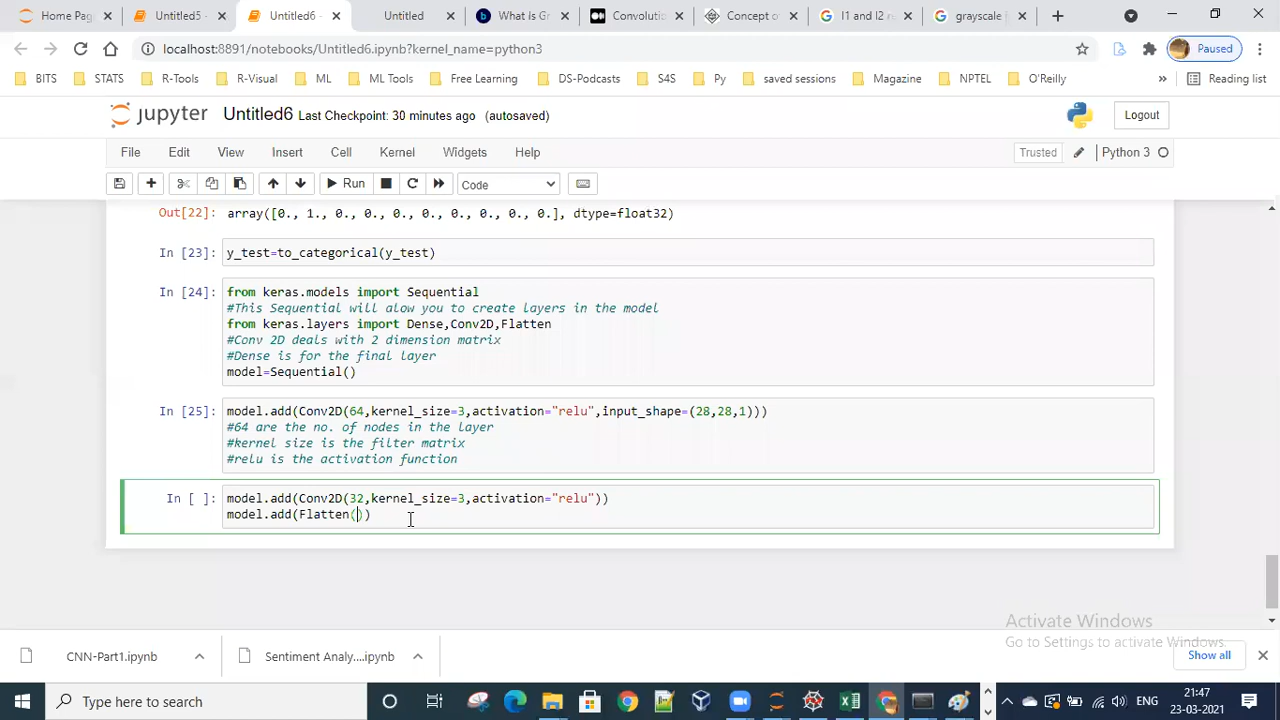 Home Page
Untitled5 -
Untitled6 -
Untitled
What is Gr
Convolutio
Concept o
l1 and l2 r
grayscale i
localhost:8891/notebooks/Untitled6.ipynb?kernel_name=python3
Paused
BITS
STATS
R-Tools
R-Visual
ML
ML Tools
Free Learning
DS-Podcasts
S4S
Py
saved sessions
Magazine
NPTEL
O'Reilly
»
Reading list
jupyter Untitled6 Last Checkpoint: 30 minutes ago (autosaved)
Logout
File Edit View Insert Cell Kernel Widgets Help
Trusted
Python 3
Run
Code
Out[22]: array([0., 1., 0., 0., 0., 0., 0., 0., 0., 0.], dtype=float32)
In [23]: y_test=to_categorical(y_test)
In [24]: from keras.models import Sequential
#This Sequential will alow you to create layers in the model
from keras.layers import Dense,Conv2D,Flatten
#Conv 2D deals with 2 dimension matrix
#Dense is for the final layer
model=Sequential()
In [25]: model.add(Conv2D(64,kernel_size=3,activation="relu",input_shape=(28,28,1)))
#64 are the no. of nodes in the layer
#kernel size is the filter matrix
#relu is the activation function
In [ ]: model.add(Conv2D(32,kernel_size=3,activation="relu"))
model.add(Flatten())
Activate Windows
Go to Settings to activate Windows.
CNN-Part1.ipynb
Sentiment Analy....ipynb
Show all
Type here to search
ENG
21:47
23-03-2021